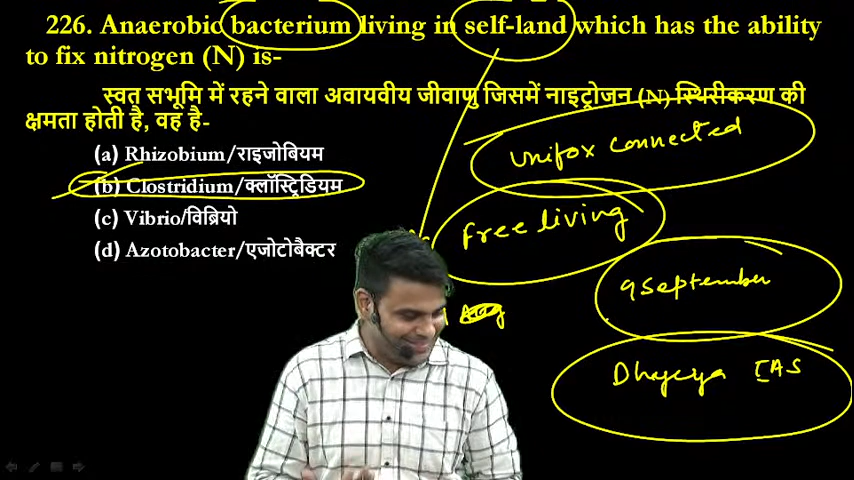 226. Anaerobic bacterium living in self-land which has the ability
to fix nitrogen (N) is-
स्वत सभूमि में रहने वाला अवायवीय जीवाणु जिसमें नाइट्रोजन (N) स्थिरीकरण की
क्षमता होती है, वह है-
(a) Rhizobium/राइजोबियम
(b) Clostridium/क्लॉस्ट्रिडियम
(c) Vibrio/विब्रियो
(d) Azotobacter/एजोटोबैक्टर
unifox connected
Free living
9 September
Dhyeya IAS